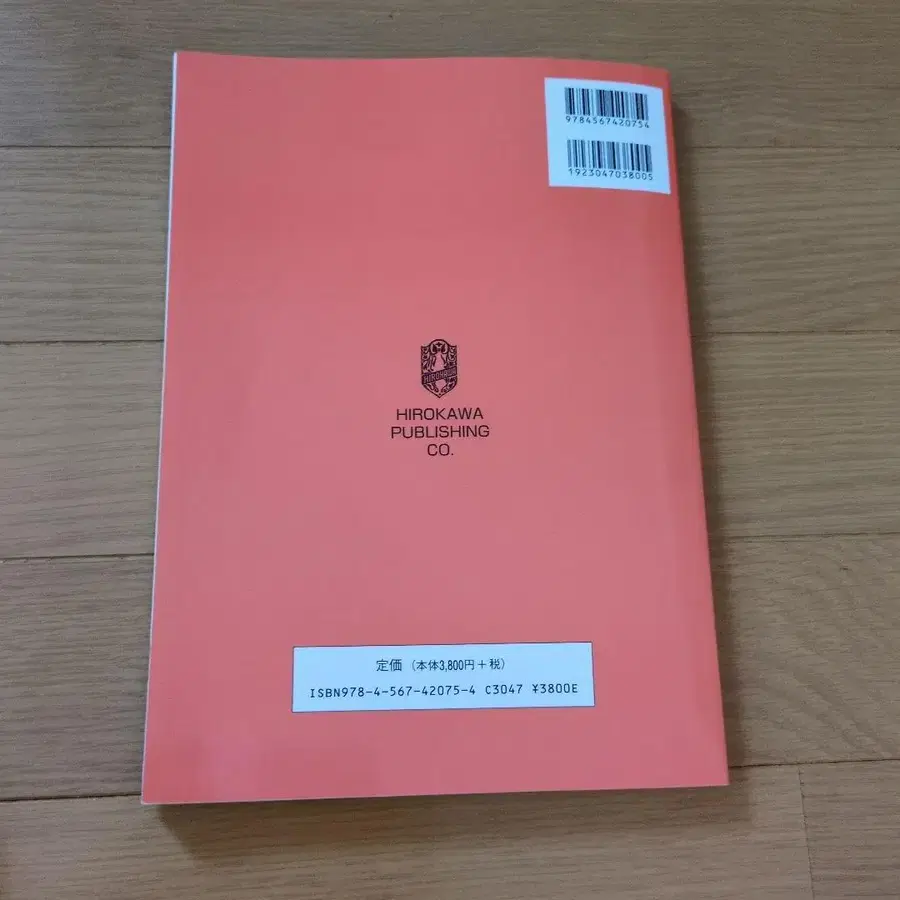 9784567420754
1923047038005
HIROKAWA
HIROKAWA
PUBLISHING
CO.
定価（本体3,800円+税）
ISBN978-4-567-42075-4 C3047 ¥3800E